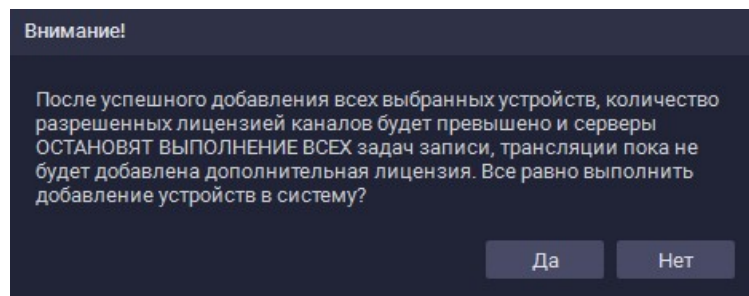 Внимание!
После успешного добавления всех выбранных устройств, количество
разрешенных лицензией каналов будет превышено и серверы
ОСТАНОВЯТ ВЫПОЛНЕНИЕ ВСЕХ задач записи, трансляции пока не
будет добавлена дополнительная лицензия. Все равно выполнить
добавление устройств в систему?
Да Нет